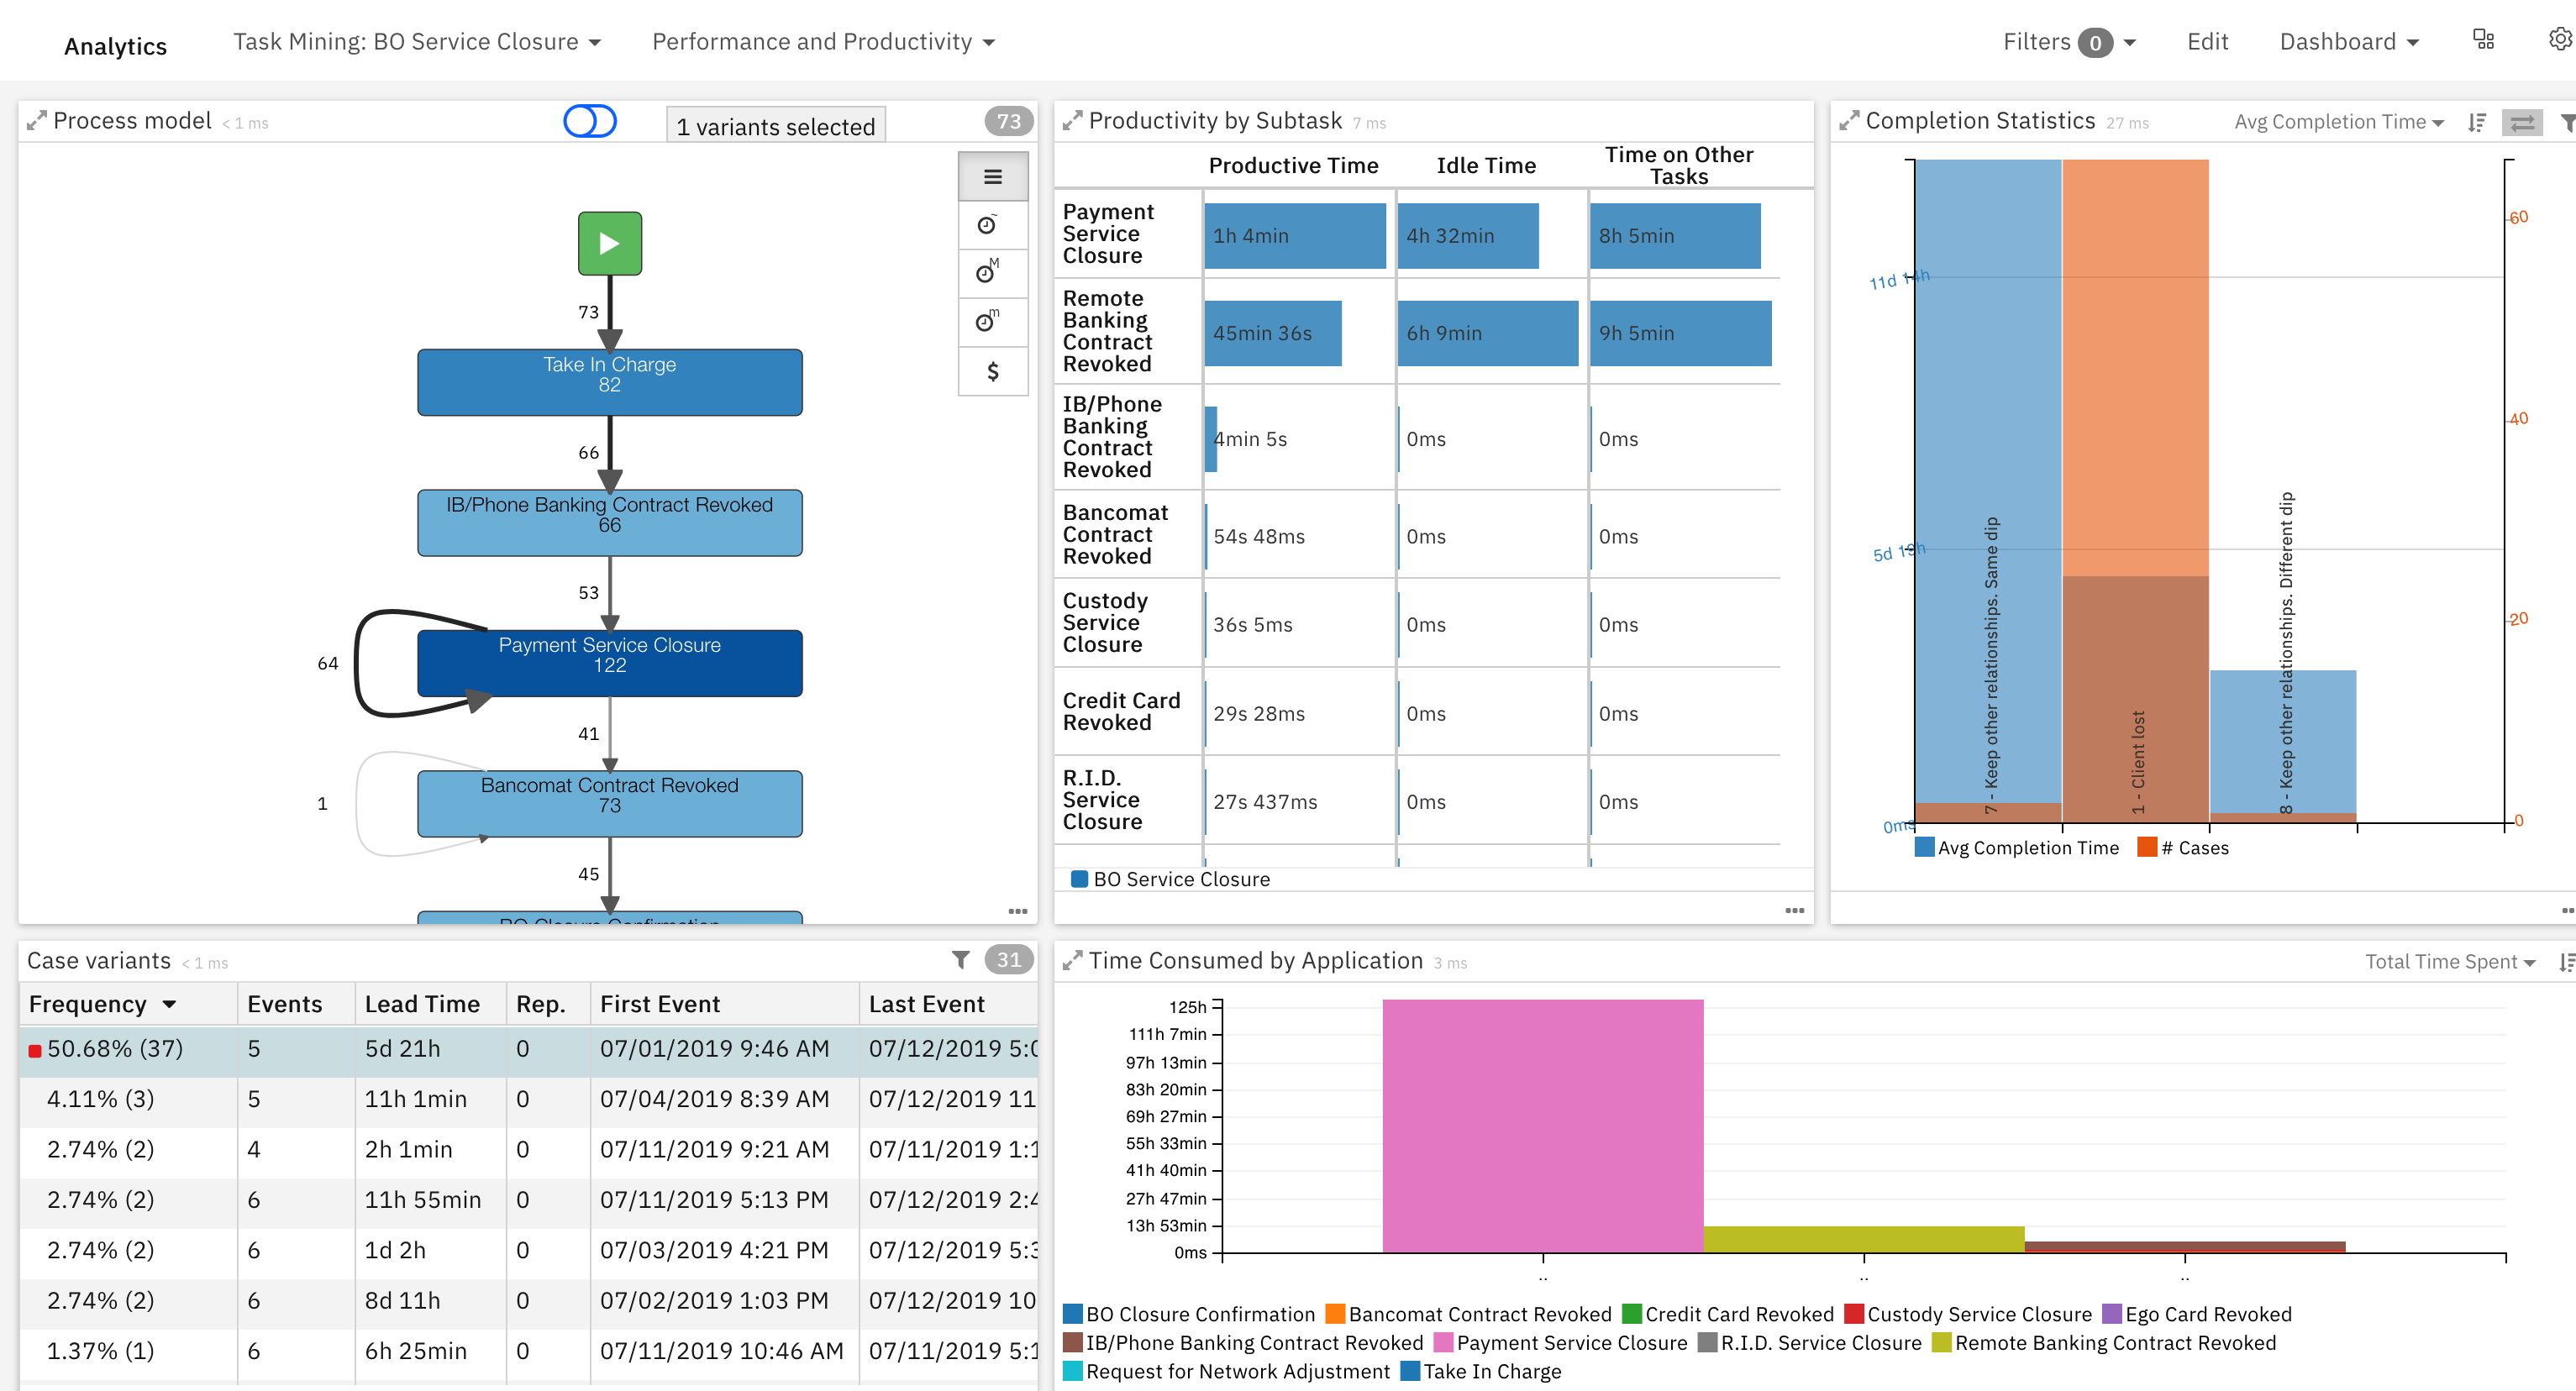 Analytics
Task Mining: BO Service Closure
Performance and Productivity
Filters 0
Edit
Dashboard
Process model < 1 ms
1 variants selected
73
73
Take In Charge
82
66
IB/Phone Banking Contract Revoked
66
53
Payment Service Closure
122
64
41
Bancomat Contract Revoked
73
1
45
BO Closure Confirmation
M
m
$
Productivity by Subtask 7 ms
Productive Time
Idle Time
Time on Other
Tasks
Payment
Service
Closure
1h 4min
4h 32min
8h 5min
Remote
Banking
Contract
Revoked
45min 36s
6h 9min
9h 5min
IB/Phone
Banking
Contract
Revoked
4min 5s
0ms
0ms
Bancomat
Contract
Revoked
54s 48ms
0ms
0ms
Custody
Service
Closure
36s 5ms
0ms
0ms
Credit Card
Revoked
29s 28ms
0ms
0ms
R.I.D.
Service
Closure
27s 437ms
0ms
0ms
BO Service Closure
Completion Statistics 27 ms
Avg Completion Time
11d 14h
5d 19h
0ms
60
40
20
0
7 - Keep other relationships. Same dip
1 - Client lost
8 - Keep other relationships. Different dip
Avg Completion Time
# Cases
Case variants < 1 ms
31
Frequency Events Lead Time Rep. First Event Last Event
50.68% (37) 5 5d 21h 0 07/01/2019 9:46 AM 07/12/2019 5:0
4.11% (3) 5 11h 1min 0 07/04/2019 8:39 AM 07/12/2019 11
2.74% (2) 4 2h 1min 0 07/11/2019 9:21 AM 07/11/2019 1:1
2.74% (2) 6 11h 55min 0 07/11/2019 5:13 PM 07/12/2019 2:4
2.74% (2) 6 1d 2h 0 07/03/2019 4:21 PM 07/12/2019 5:3
2.74% (2) 6 8d 11h 0 07/02/2019 1:03 PM 07/12/2019 10
1.37% (1) 6 6h 25min 0 07/11/2019 10:46 AM 07/11/2019 5:1
Time Consumed by Application 3 ms
Total Time Spent
125h
111h 7min
97h 13min
83h 20min
69h 27min
55h 33min
41h 40min
27h 47min
13h 53min
0ms
.. .. ..
BO Closure Confirmation Bancomat Contract Revoked Credit Card Revoked Custody Service Closure Ego Card Revoked
IB/Phone Banking Contract Revoked Payment Service Closure R.I.D. Service Closure Remote Banking Contract Revoked
Request for Network Adjustment Take In Charge